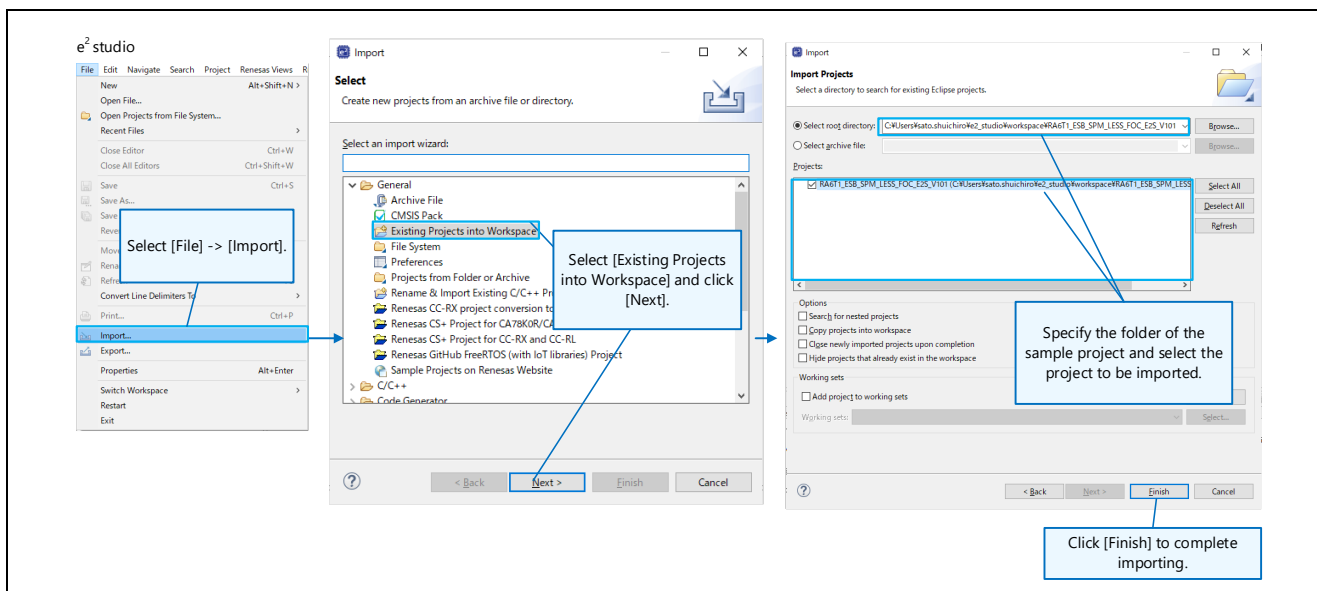 e² studio
File Edit Navigate Search Project Renesas Views R
New Alt+Shift+N >
Open File...
Open Projects from File System...
Recent Files >
Close Editor Ctrl+W
Close All Editors Ctrl+Shift+W
Save Ctrl+S
Save As...
Save
Reve
Move
Rena
Refre
Convert Line Delimiters To >
Print... Ctrl+P
Import...
Export...
Properties Alt+Enter
Switch Workspace >
Restart
Exit
Select [File] -> [Import].
Import
Select
Create new projects from an archive file or directory.
Select an import wizard:
General
Archive File
CMSIS Pack
Existing Projects into Workspace
File System
Preferences
Projects from Folder or Archive
Rename & Import Existing C/C++ Pr
Renesas CC-RX project conversion to
Renesas CS+ Project for CA78K0R/CA
Renesas CS+ Project for CC-RX and CC-RL
Renesas GitHub FreeRTOS (with IoT libraries) Project
Sample Projects on Renesas Website
> C/C++
> Code Generator
Select [Existing Projects
into Workspace] and click
[Next].
< Back Next > Finish Cancel
Import
Import Projects
Select a directory to search for existing Eclipse projects.
Select root directory: C:¥Users¥sato.shuichiro¥e2_studio¥workspace¥RA6T1_ESB_SPM_LESS_FOC_E2S_V101 Browse...
Select archive file: Browse...
Projects:
RA6T1_ESB_SPM_LESS_FOC_E2S_V101 (C:¥Users¥sato.shuichiro¥e2_studio¥workspace¥RA6T1_ESB_SPM_LESS
Select All
Deselect All
Refresh
Options
Search for nested projects
Copy projects into workspace
Close newly imported projects upon completion
Hide projects that already exist in the workspace
Working sets
Add project to working sets
Working sets: Select...
Specify the folder of the
sample project and select the
project to be imported.
< Back Next > Finish Cancel
Click [Finish] to complete
importing.